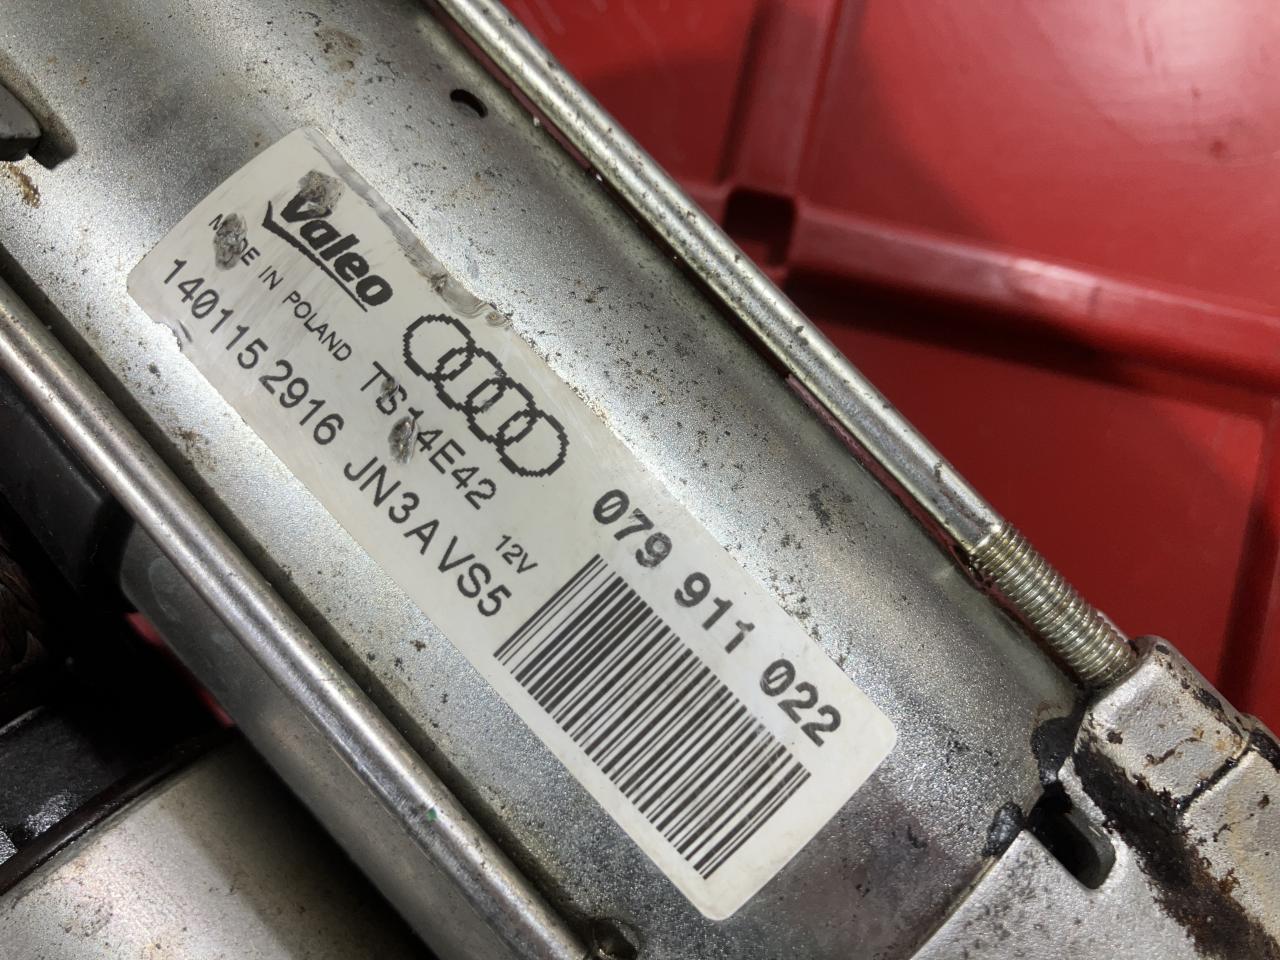 Valeo
MADE IN POLAND TS14E42
1401152916 JN3AVS5
12V
079 911 022